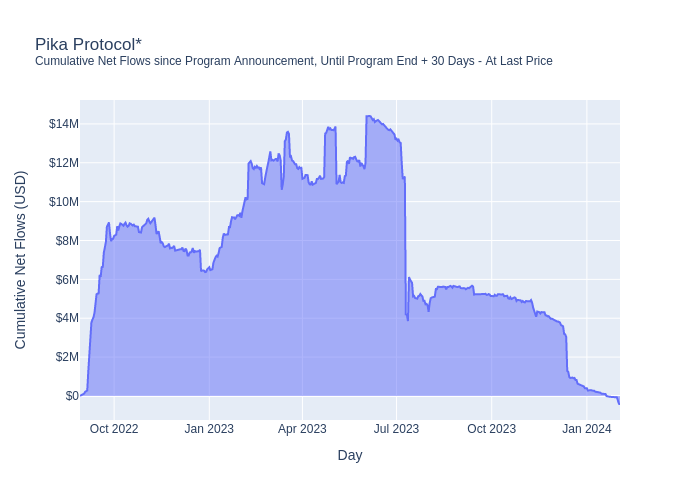 Pika Protocol*
Cumulative Net Flows since Program Announcement, Until Program End + 30 Days - At Last Price
Cumulative Net Flows (USD)
$14M
$12M
$10M
$8M
$6M
$4M
$2M
$0
Oct 2022 Jan 2023 Apr 2023 Jul 2023 Oct 2023 Jan 2024
Day